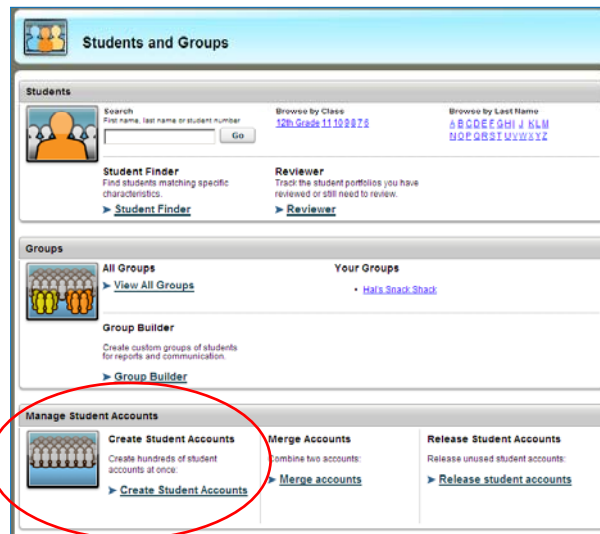 Students and Groups
Students
Search
First name, last name or student number
Go
Browse by Class
12th Grade 11 10 9 8 7 6
Browse by Last Name
A B C D E F G H I J K L M
N O P Q R S T U V W X Y Z
Student Finder
Find students matching specific
characteristics.
➤ Student Finder
Reviewer
Track the student portfolios you have
reviewed or still need to review.
➤ Reviewer
Groups
All Groups
➤ View All Groups
Your Groups
• Hal's Snack Shack
Group Builder
Create custom groups of students
for reports and communication.
➤ Group Builder
Manage Student Accounts
Create Student Accounts
Create hundreds of student
accounts at once:
➤ Create Student Accounts
Merge Accounts
Combine two accounts:
➤ Merge accounts
Release Student Accounts
Release unused student accounts:
➤ Release student accounts